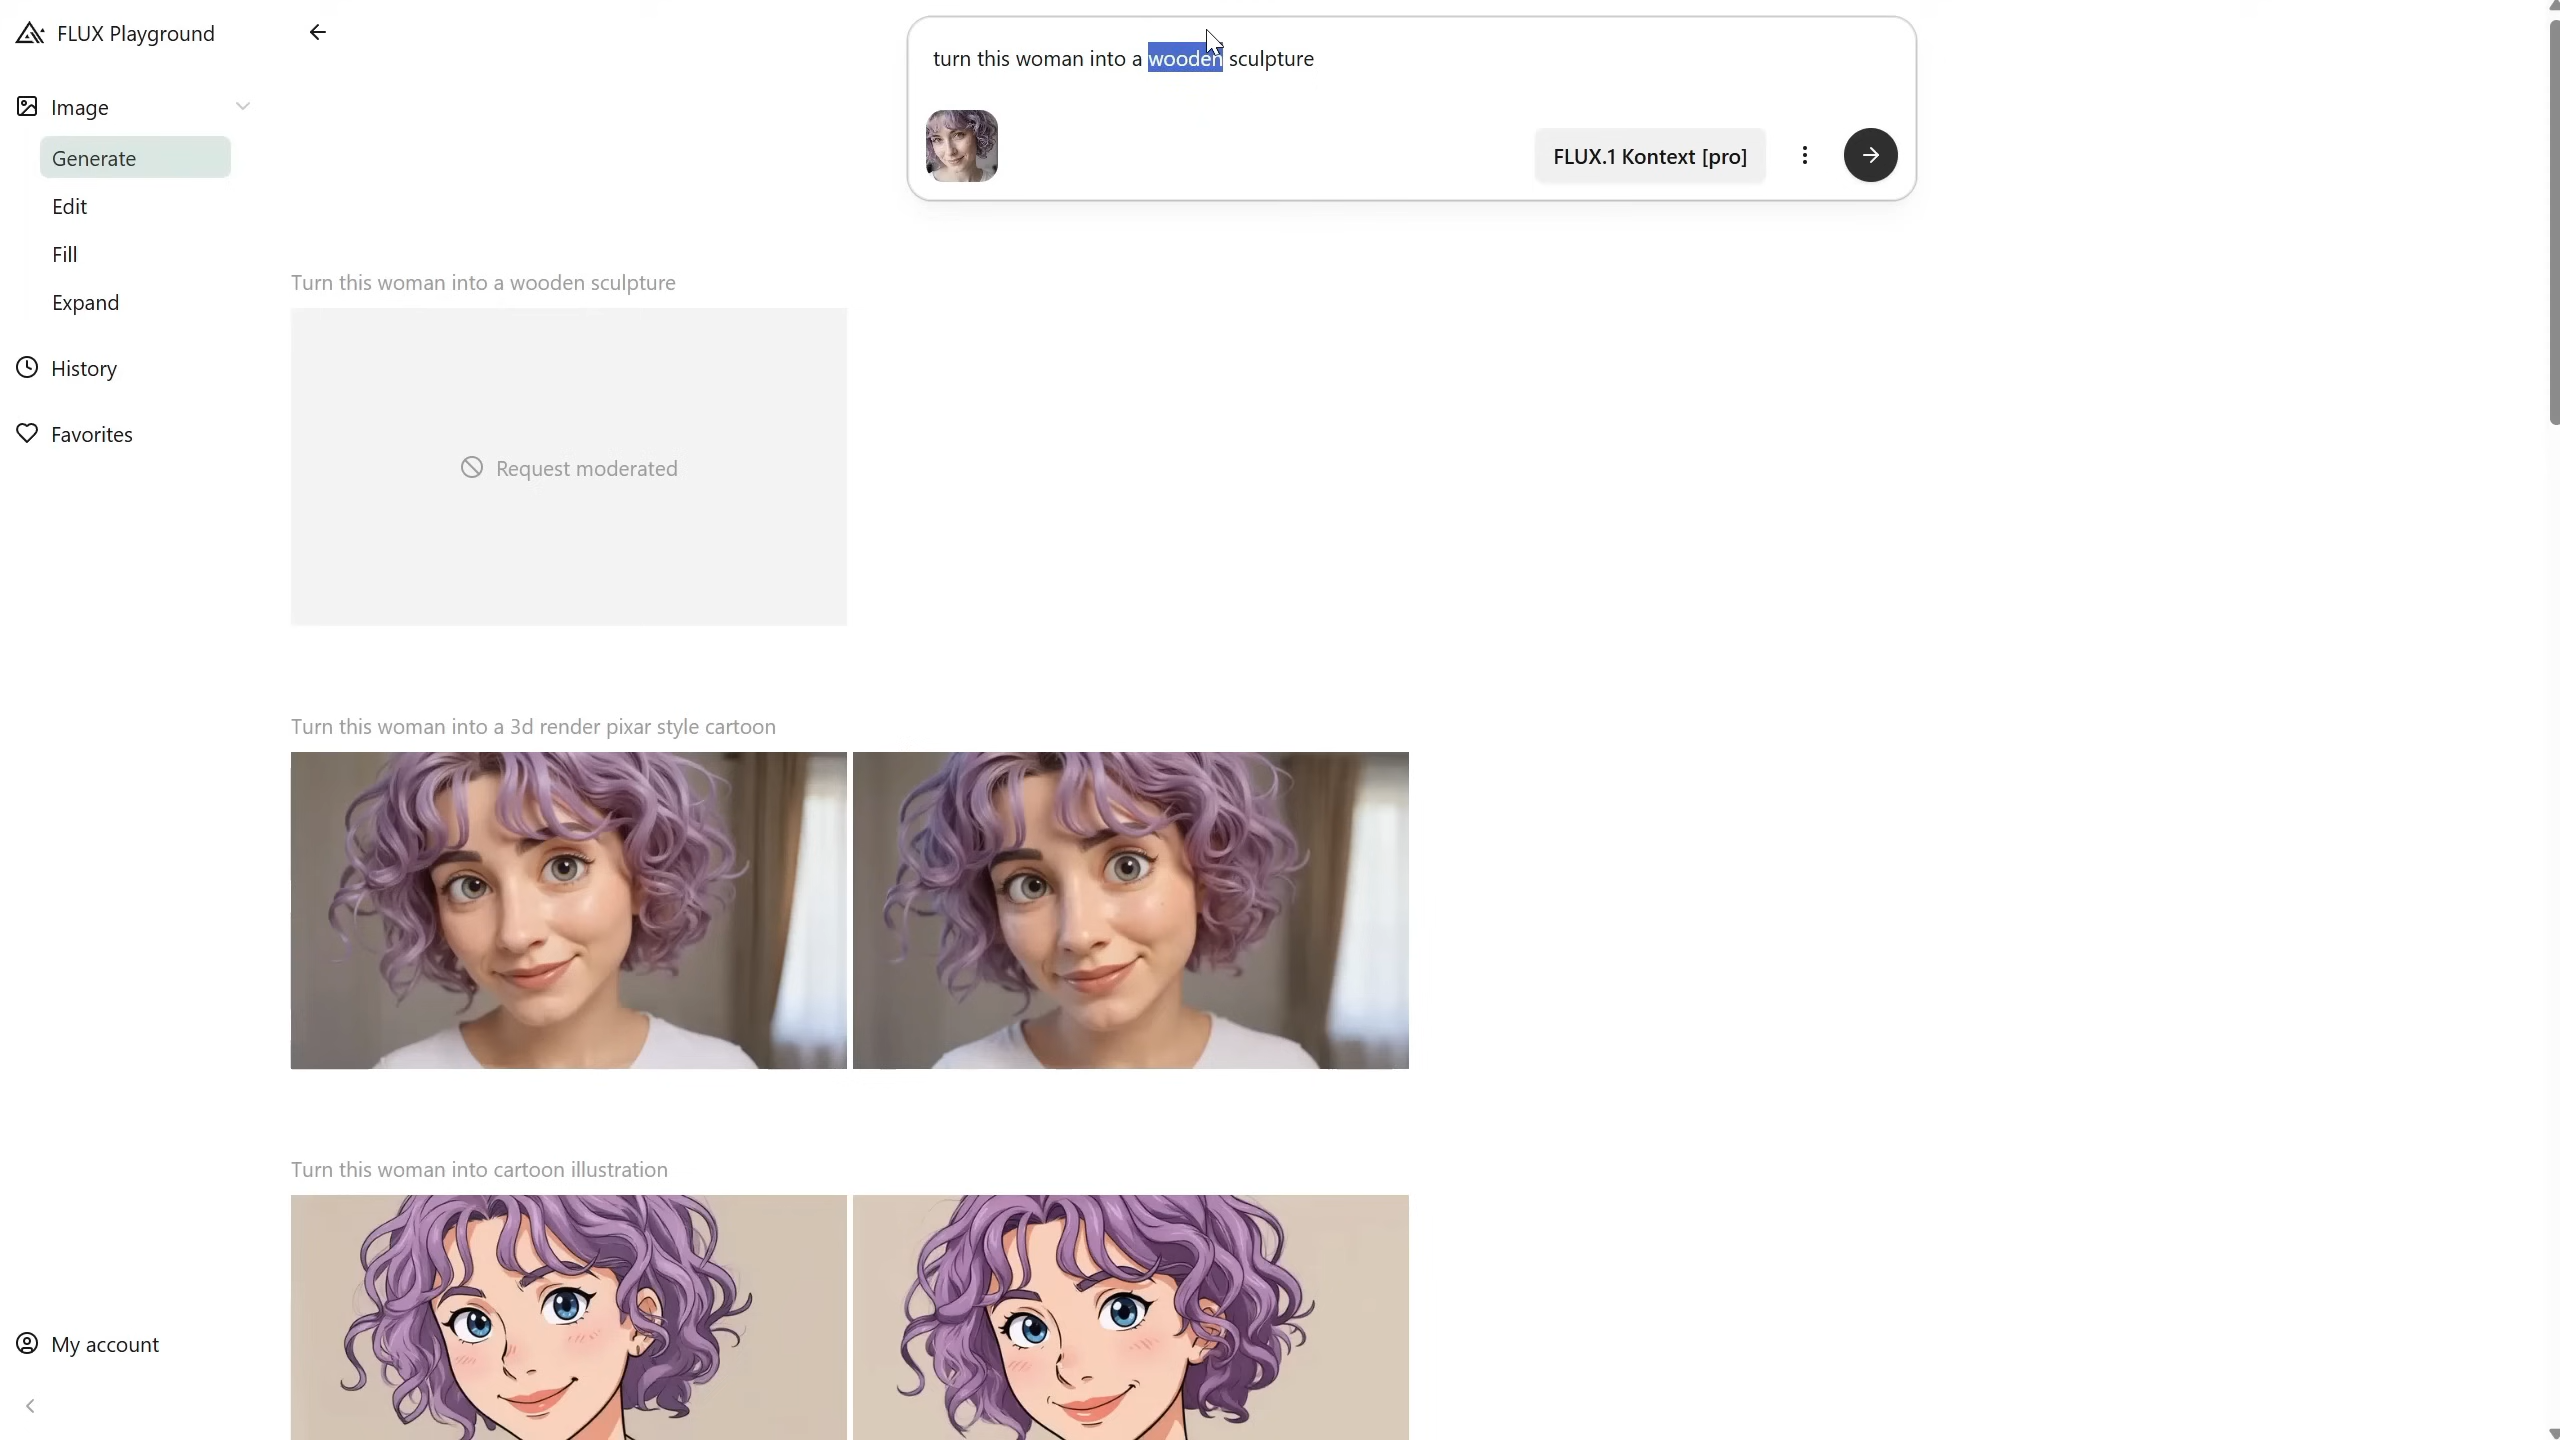 FLUX Playground
turn this woman into a wooden sculpture
Image
Generate
FLUX.1 Kontext [pro]
Edit
Fill
Expand
Turn this woman into a wooden sculpture
History
Favorites
Request moderated
Turn this woman into a 3d render pixar style cartoon
Turn this woman into cartoon illustration
My account